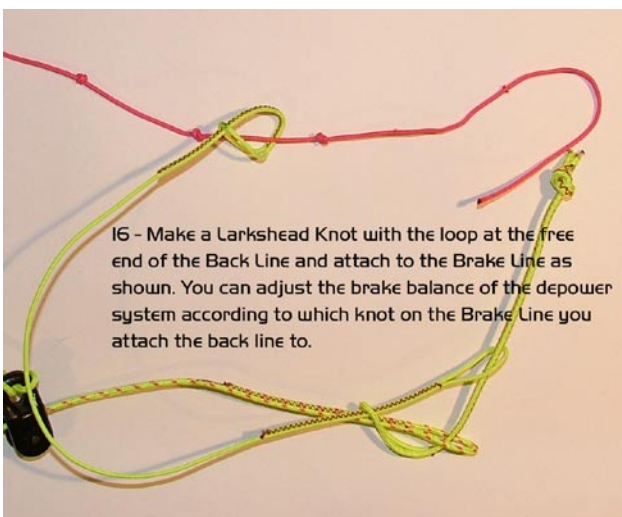 16 - Make a Larkshead Knot with the loop at the free
end of the Back Line and attach to the Brake Line as
shown. You can adjust the brake balance of the depower
system according to which knot on the Brake Line you
attach the back line to.